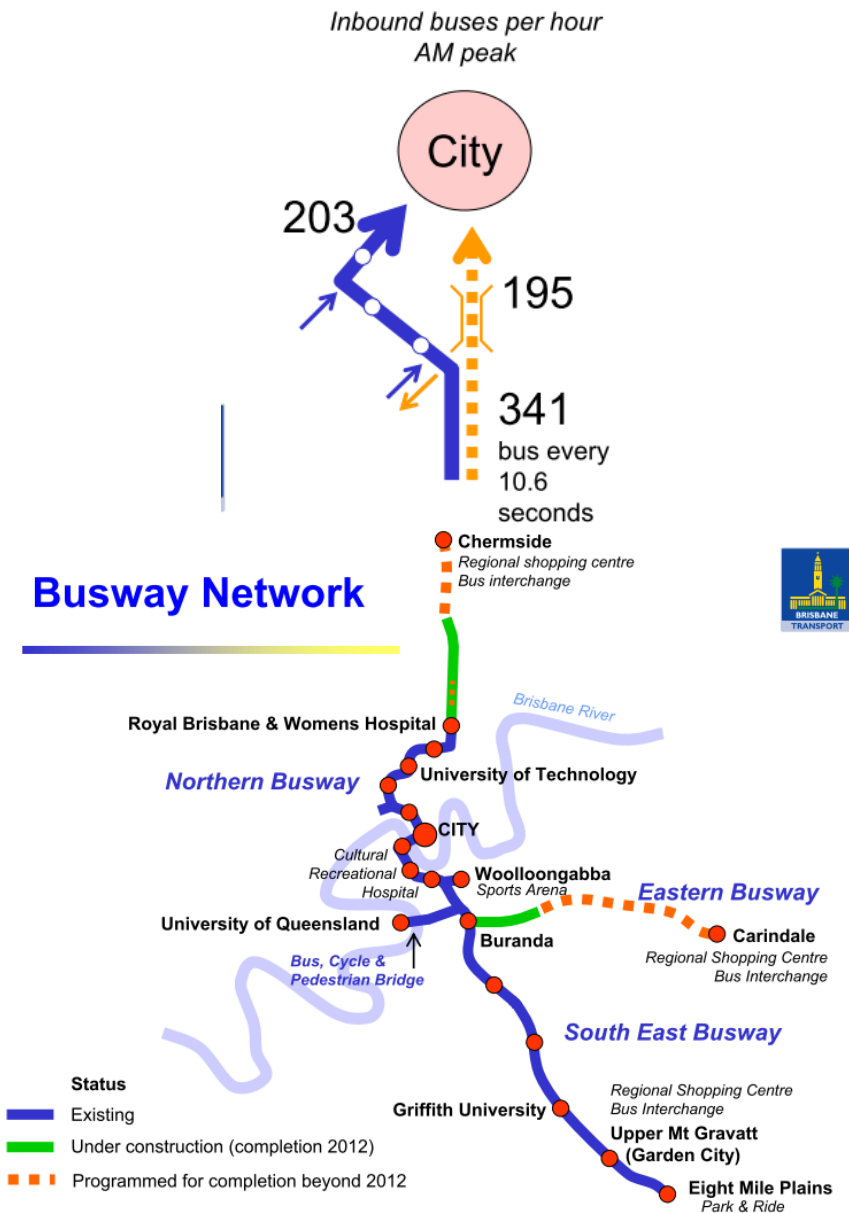 Inbound buses per hour
AM peak
City
203
195
341
bus every
10.6
seconds
Chermside
Regional shopping centre
Bus interchange
Busway Network
BRISBANE
TRANSPORT
Brisbane River
Royal Brisbane & Womens Hospital
University of Technology
Northern Busway
CITY
Cultural
Recreational
Hospital
Woolloongabba
Sports Arena
Eastern Busway
University of Queensland
Buranda
Carindale
Regional Shopping Centre
Bus Interchange
Bus, Cycle &
Pedestrian Bridge
South East Busway
Status
Existing
Under construction (completion 2012)
Programmed for completion beyond 2012
Griffith University
Regional Shopping Centre
Bus Interchange
Upper Mt Gravatt
(Garden City)
Eight Mile Plains
Park & Ride